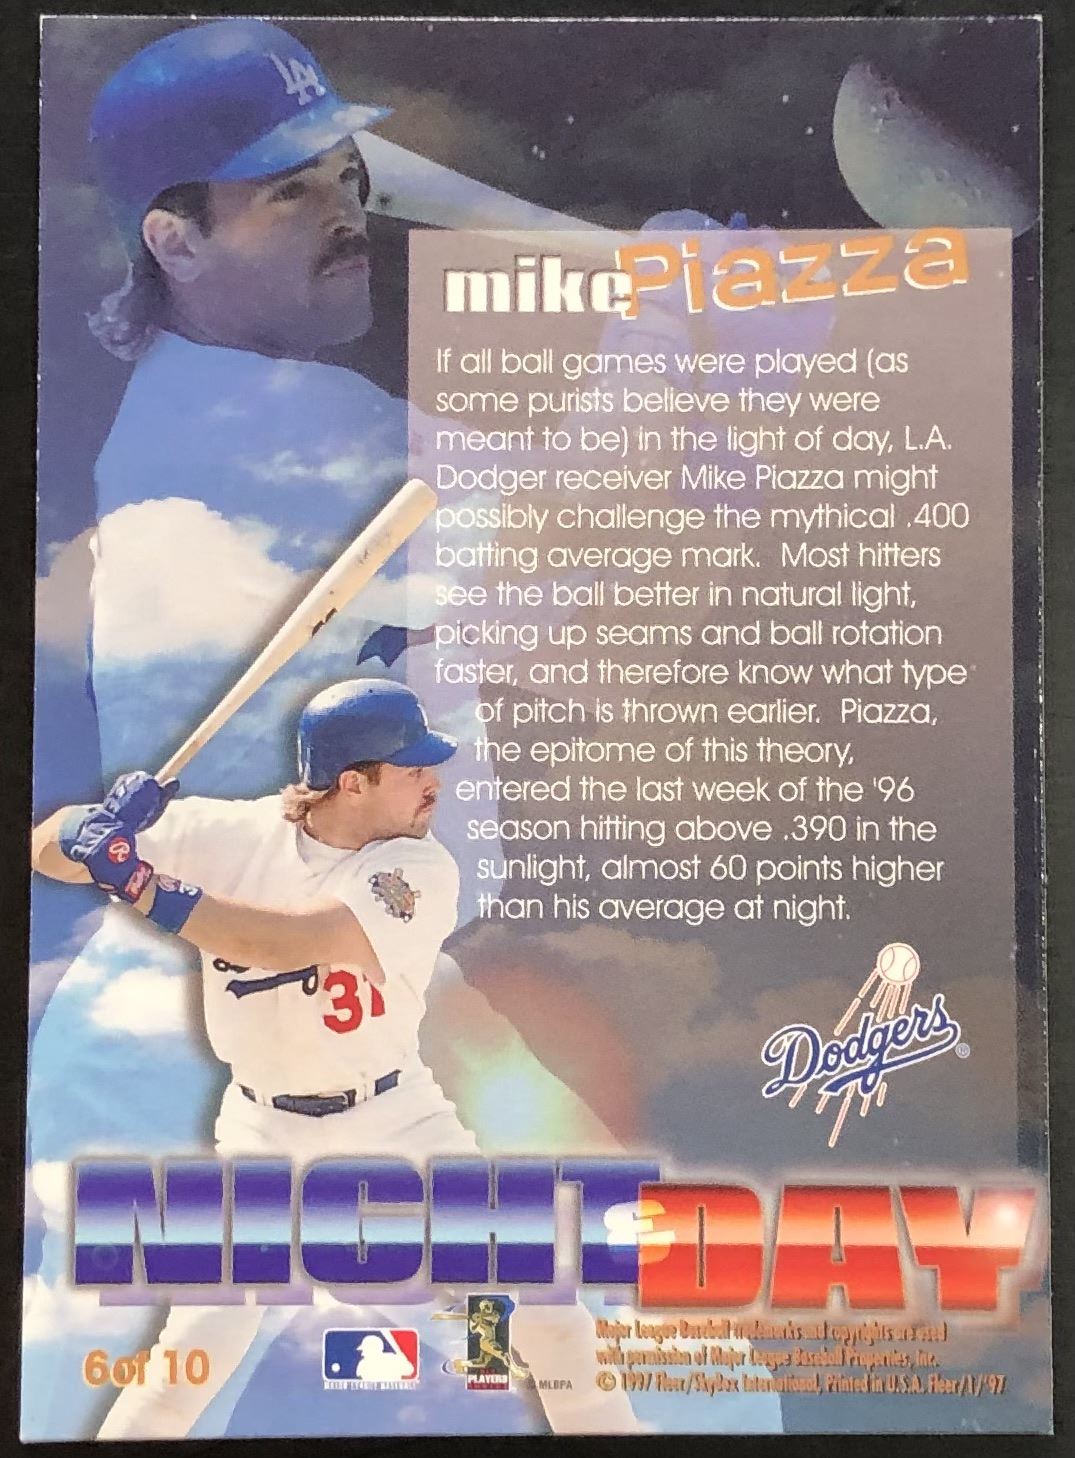 LA
mike Piazza
If all ball games were played (as
some purists believe they were
meant to be) in the light of day, L.A.
Dodger receiver Mike Piazza might
possibly challenge the mythical .400
batting average mark. Most hitters
see the ball better in natural light,
picking up seams and ball rotation
faster, and therefore know what type
of pitch is thrown earlier. Piazza,
the epitome of this theory,
entered the last week of the '96
season hitting above .390 in the
sunlight, almost 60 points higher
than his average at night.
R
31
Dodgers®
NIGHT & DAY
6 of 10
PLAYERS
MLBPA
Major League Baseball trademarks and copyrights are used
with permission of Major League Baseball Properties, Inc.
© 1997 Fleer/SkyBox International, Printed in U.S.A. Fleer/1/'97